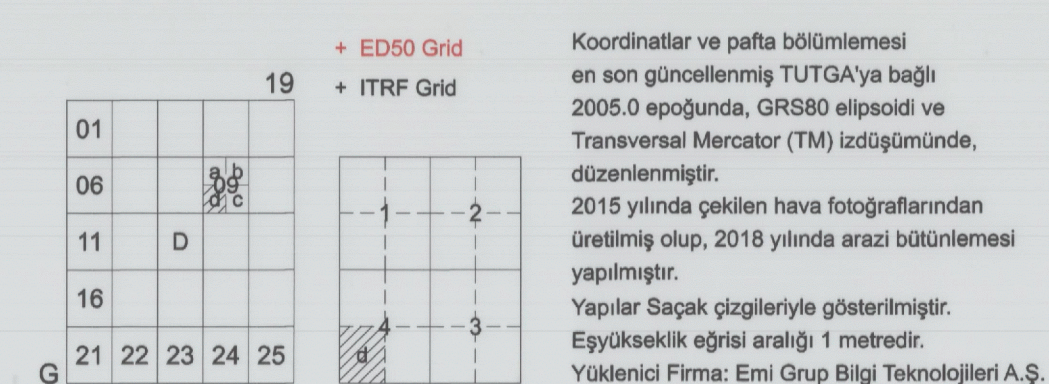 19
01
06
a b
09
d c
11
D
16
21 22 23 24 25
G
+ ED50 Grid
+ ITRF Grid
1 2
4 3
d
Koordinatlar ve pafta bölümlemesi
en son güncellenmiş TUTGA'ya bağlı
2005.0 epoğunda, GRS80 elipsoidi ve
Transversal Mercator (TM) izdüşümünde,
düzenlenmiştir.
2015 yılında çekilen hava fotoğraflarından
üretilmiş olup, 2018 yılında arazi bütünlemesi
yapılmıştır.
Yapılar Saçak çizgileriyle gösterilmiştir.
Eşyükseklik eğrisi aralığı 1 metredir.
Yüklenici Firma: Emi Grup Bilgi Teknolojileri A.Ş.